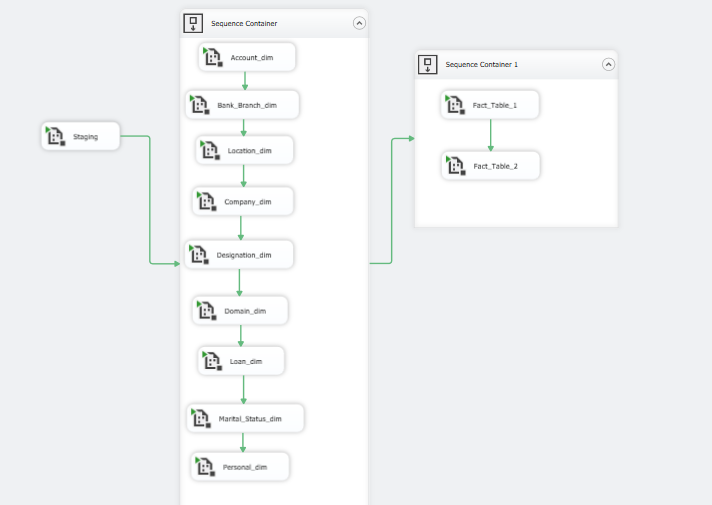 Sequence Container
Account_dim
Bank_Branch_dim
Location_dim
Company_dim
Designation_dim
Domain_dim
Loan_dim
Marital_Status_dim
Personal_dim
Staging
Sequence Container 1
Fact_Table_1
Fact_Table_2